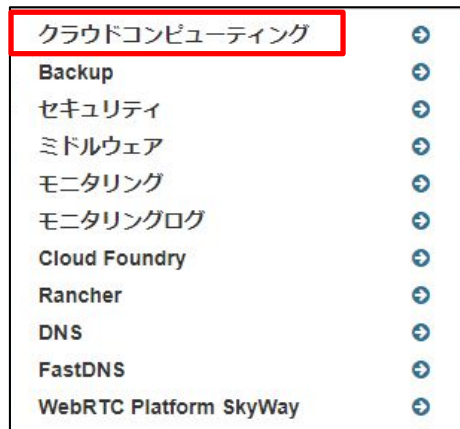 クラウドコンピューティング
Backup
セキュリティ
ミドルウェア
モニタリング
モニタリングログ
Cloud Foundry
Rancher
DNS
FastDNS
WebRTC Platform SkyWay